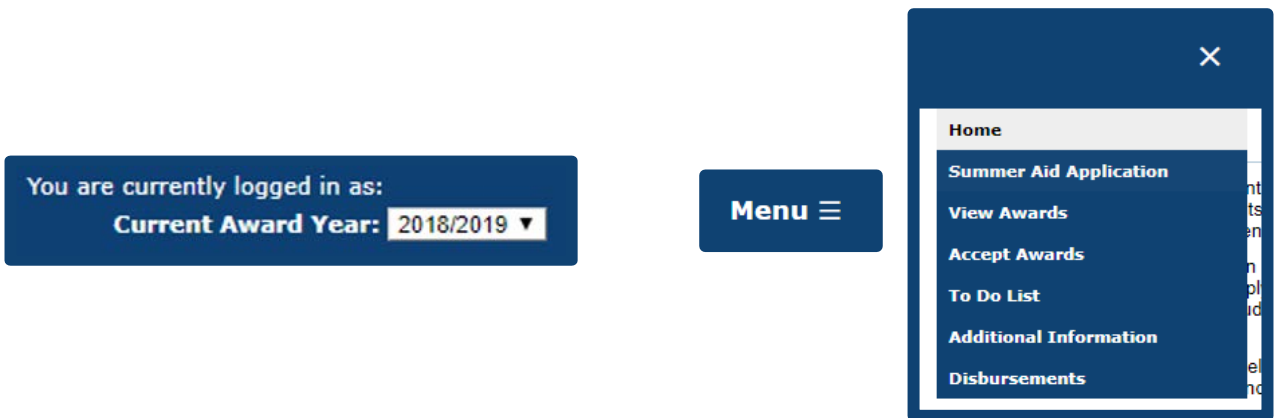 You are currently logged in as:
Current Award Year: 2018/2019 ▼
Menu ☰
×
Home
Summer Aid Application
View Awards
Accept Awards
To Do List
Additional Information
Disbursements